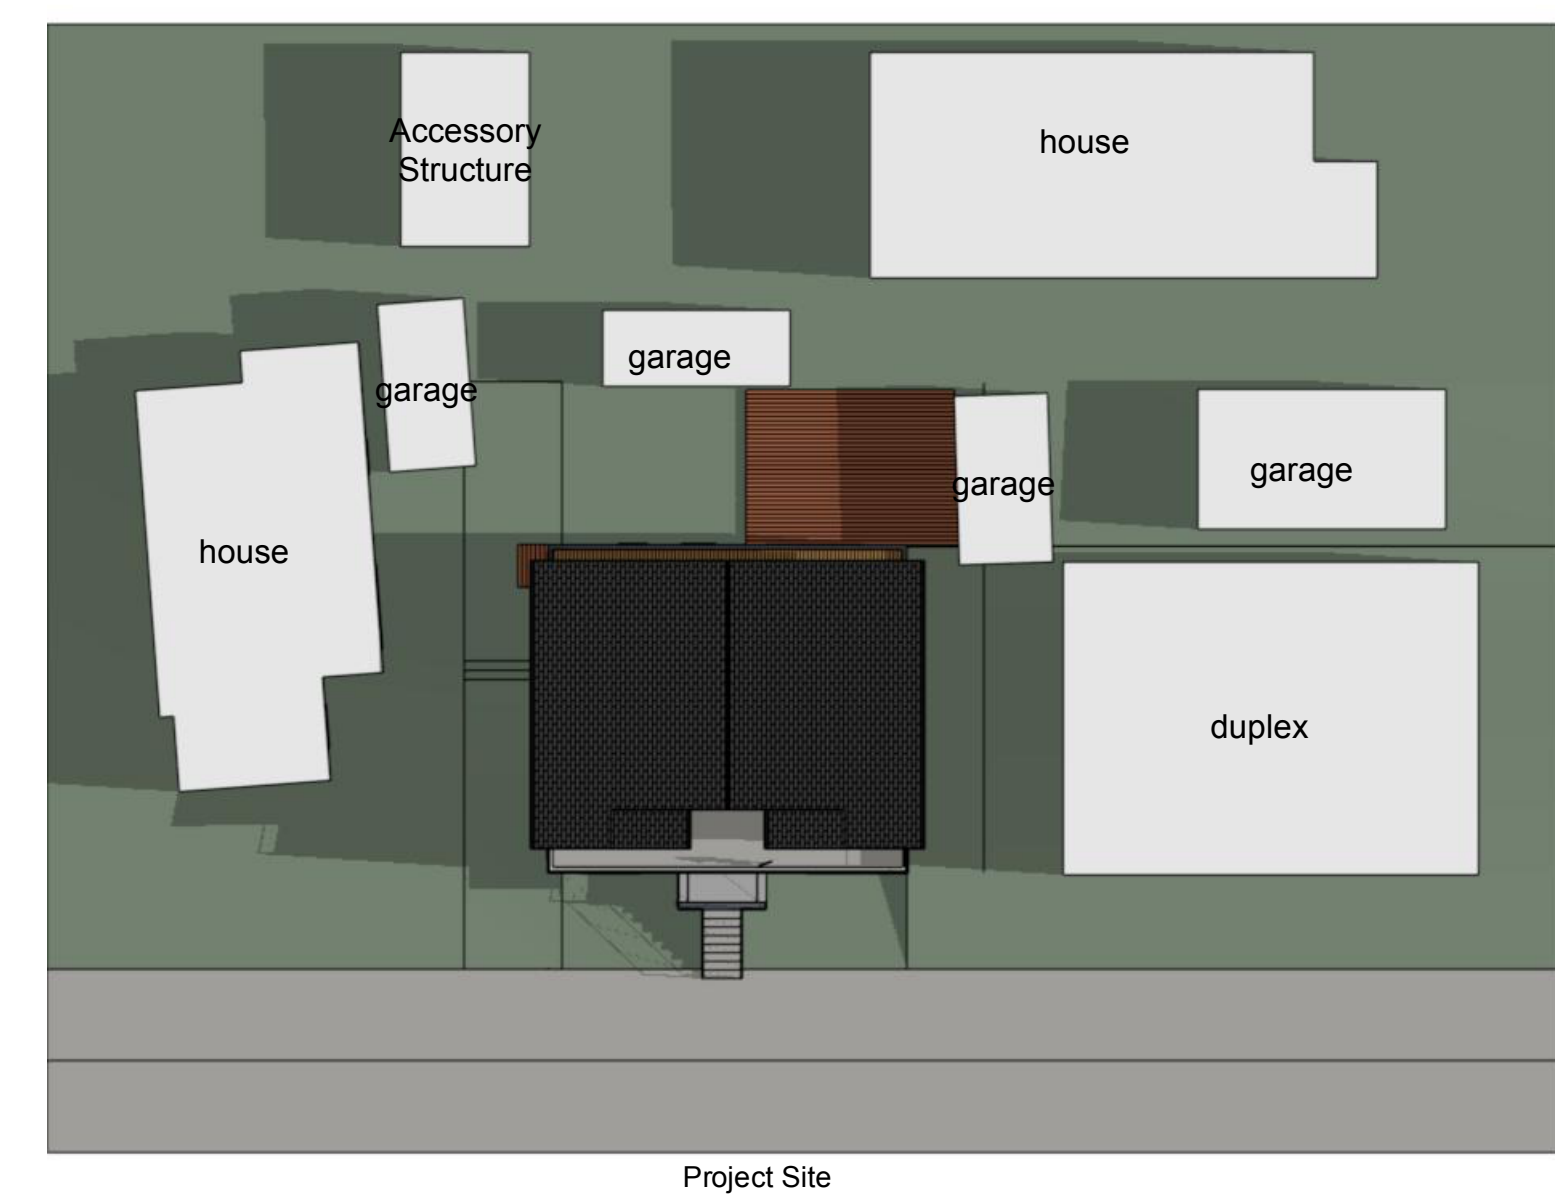 Accessory
Structure
house
garage
garage
garage
garage
house
duplex
Project Site